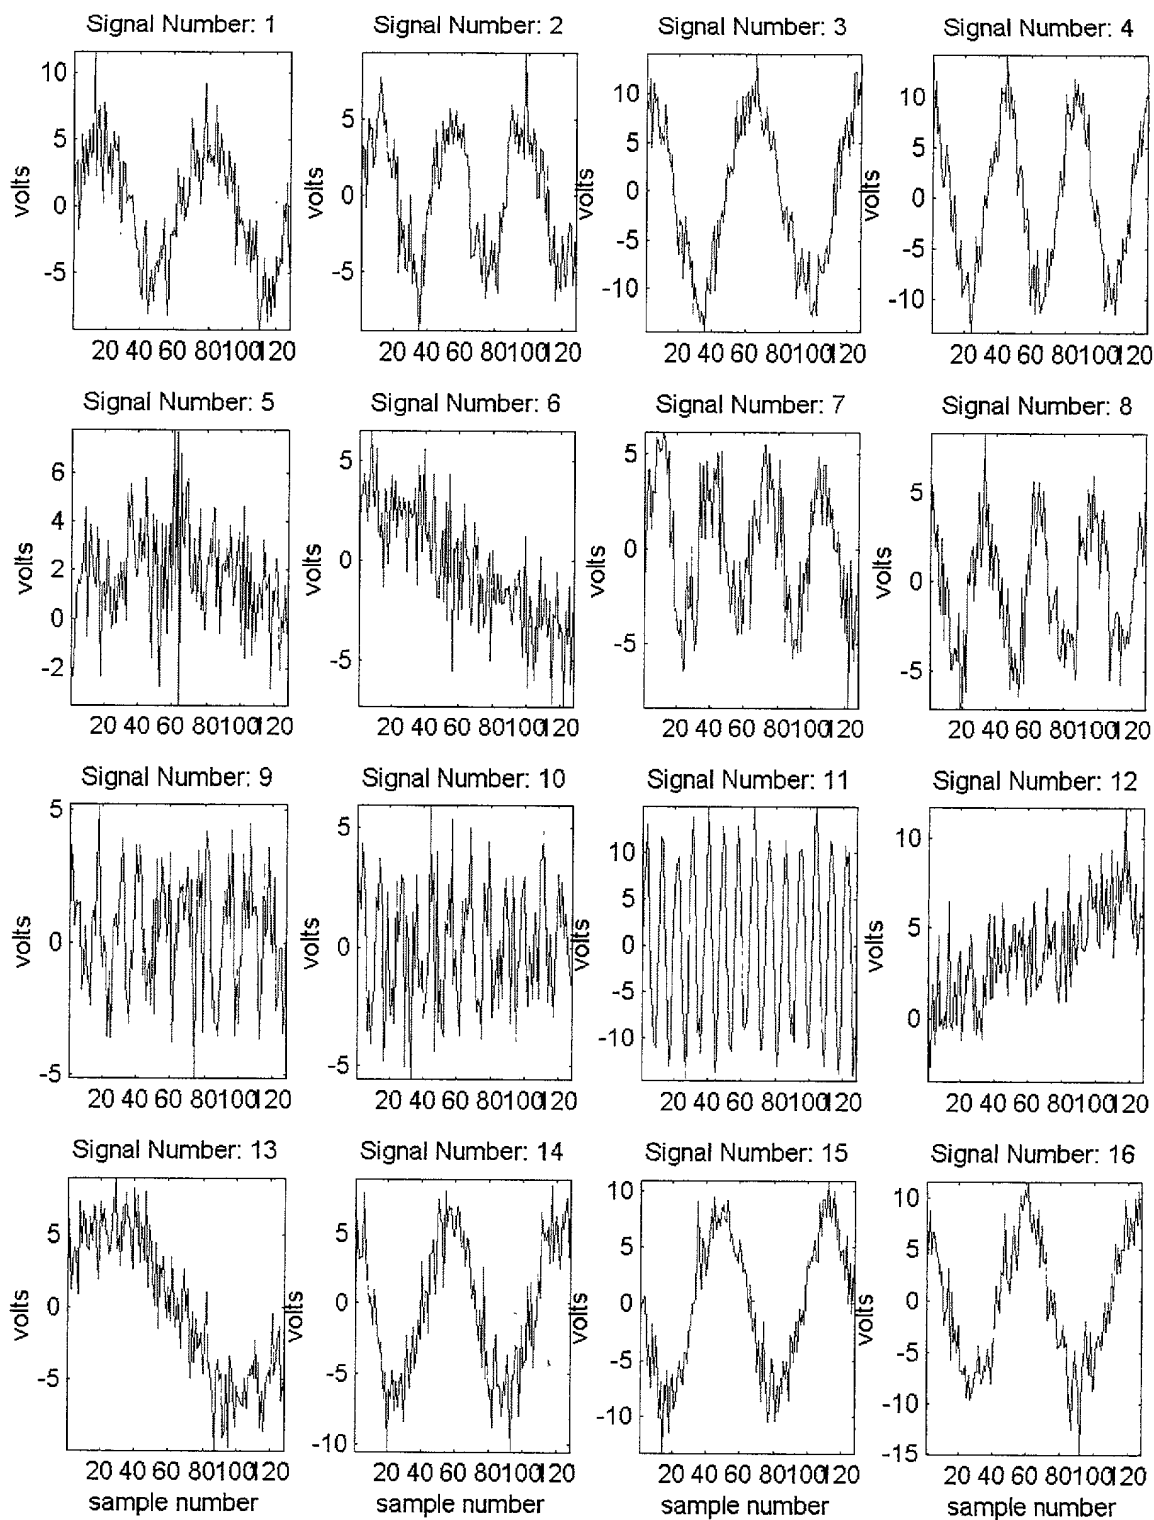 Signal Number: 1
Signal Number: 2
Signal Number: 3
Signal Number: 4
10
5
0
-5
volts
20 40 60 80100120
5
0
-5
volts
20 40 60 80100120
10
5
0
-5
-10
volts
20 40 60 80100120
10
5
0
-5
-10
volts
20 40 60 80100120
Signal Number: 5
Signal Number: 6
Signal Number: 7
Signal Number: 8
6
4
2
0
-2
volts
20 40 60 80100120
5
0
-5
volts
20 40 60 80100120
5
0
-5
volts
20 40 60 80100120
5
0
-5
volts
20 40 60 80100120
Signal Number: 9
Signal Number: 10
Signal Number: 11
Signal Number: 12
5
0
-5
volts
20 40 60 80100120
5
0
-5
volts
20 40 60 80100120
10
5
0
-5
-10
volts
20 40 60 80100120
10
5
0
volts
20 40 60 80100120
Signal Number: 13
Signal Number: 14
Signal Number: 15
Signal Number: 16
5
0
-5
volts
20 40 60 80100120
sample number
5
0
-5
-10
volts
20 40 60 80100120
sample number
10
5
0
-5
-10
volts
20 40 60 80100120
sample number
10
5
0
-5
-10
-15
volts
20 40 60 80100120
sample number